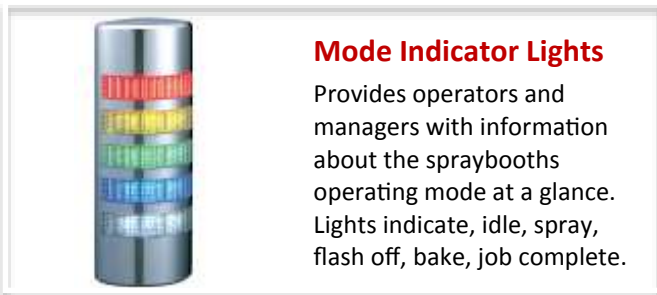 Mode Indicator Lights
Provides operators and
managers with information
about the spraybooths
operating mode at a glance.
Lights indicate, idle, spray,
flash off, bake, job complete.